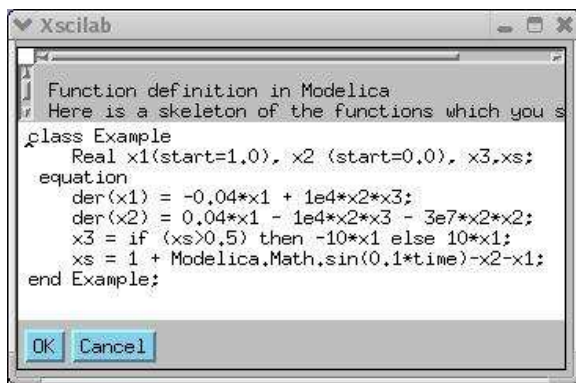 Xscilab
Function definition in Modelica
Here is a skeleton of the functions which you s
class Example
Real x1(start=1.0), x2 (start=0.0), x3,xs;
equation
der(x1) = -0.04*x1 + 1e4*x2*x3;
der(x2) = 0.04*x1 - 1e4*x2*x3 - 3e7*x2*x2;
x3 = if (xs>0.5) then -10*x1 else 10*x1;
xs = 1 + Modelica.Math.sin(0.1*time)-x2-x1;
end Example;
OK Cancel